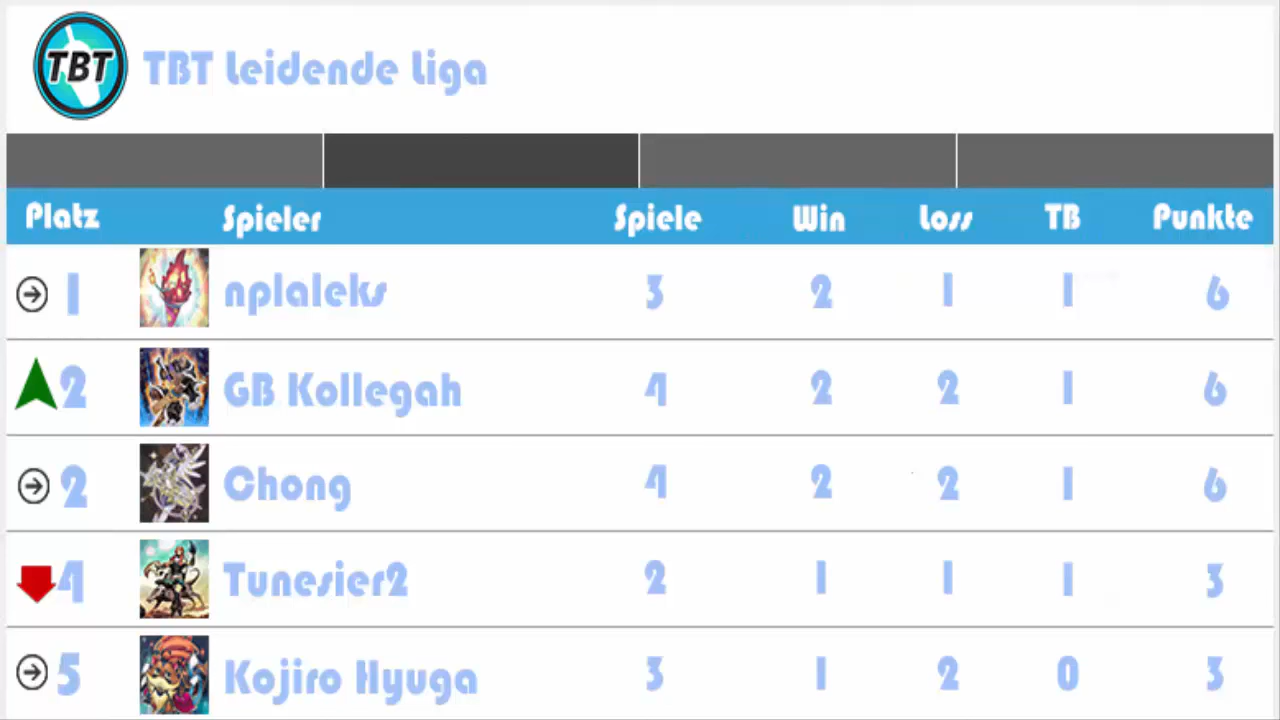 TBT TBT Leidende Liga
Platz Spieler Spiele Win Loss TB Punkte
1 nplaleks 3 2 1 1 6
2 GB Kollegah 4 2 2 1 6
2 Chong 4 2 2 1 6
4 Tunesier2 2 1 1 1 3
5 Kojiro Hyuga 3 1 2 0 3